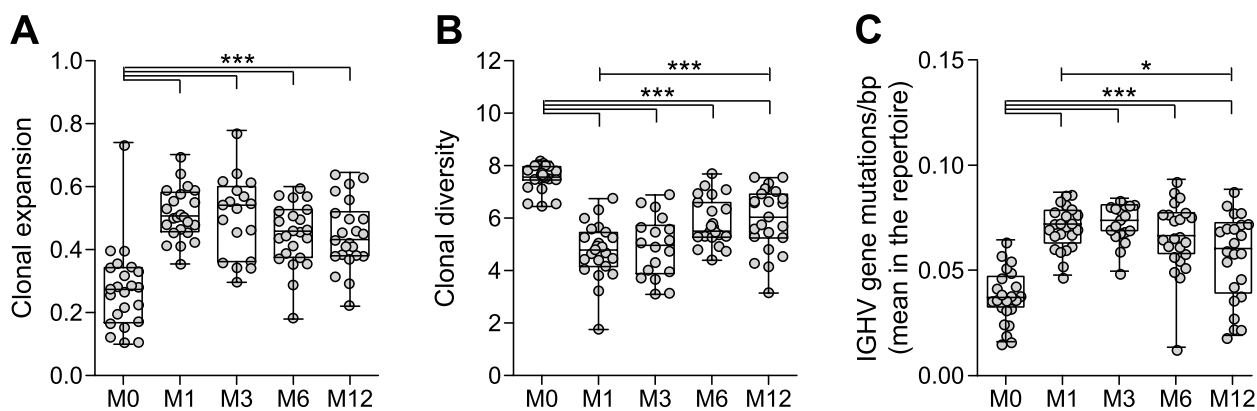 A
B
C
Clonal expansion
1.0
0.8
0.6
0.4
0.2
0.0
***
M0 M1 M3 M6 M12
Clonal diversity
12
10
8
6
4
2
0
***
***
M0 M1 M3 M6 M12
IGHV gene mutations/bp
(mean in the repertoire)
0.15
0.10
0.05
0.00
*
***
M0 M1 M3 M6 M12